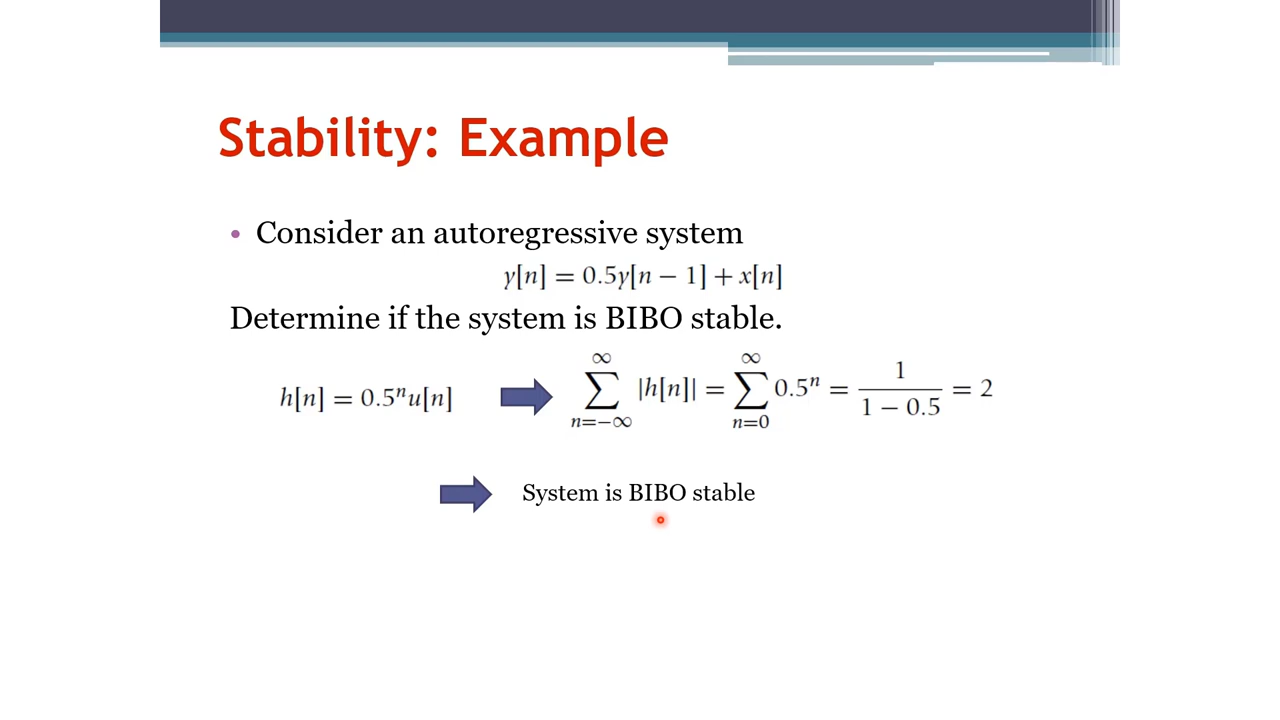 Stability: Example
• Consider an autoregressive system
y[n] = 0.5y[n − 1] + x[n]
Determine if the system is BIBO stable.
h[n] = 0.5ⁿu[n] ∑_{n=−∞}^{∞} |h[n]| = ∑_{n=0}^{∞} 0.5ⁿ = 1/(1 − 0.5) = 2
System is BIBO stable